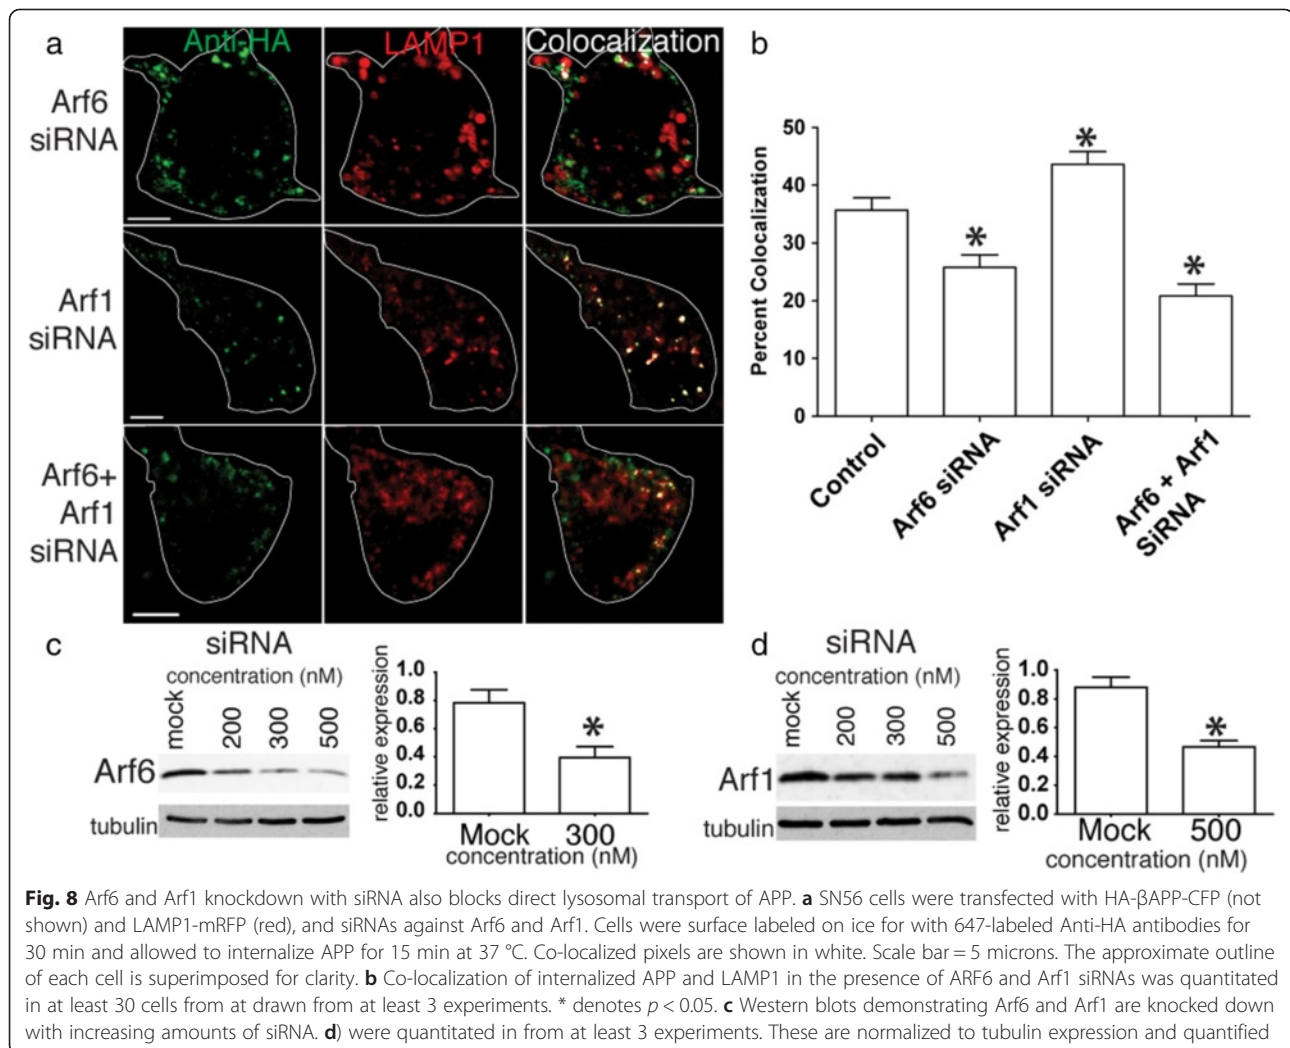 a
Anti-HA
LAMP1
Colocalization
Arf6
siRNA
Arf1
siRNA
Arf6+
Arf1
siRNA
b
Percent Colocalization
50
40
30
20
10
0
*
*
*
Control
Arf6 siRNA
Arf1 siRNA
Arf6 + Arf1
SiRNA
c
siRNA
concentration (nM)
mock 200 300 500
Arf6
tubulin
relative expression
1.0
0.8
0.6
0.4
0.2
0.0
*
Mock 300
concentration (nM)
d
siRNA
concentration (nM)
mock 200 300 500
Arf1
tubulin
relative expression
1.0
0.8
0.6
0.4
0.2
0.0
*
Mock 500
concentration (nM)
Fig. 8 Arf6 and Arf1 knockdown with siRNA also blocks direct lysosomal transport of APP. a SN56 cells were transfected with HA-βAPP-CFP (not
shown) and LAMP1-mRFP (red), and siRNAs against Arf6 and Arf1. Cells were surface labeled on ice for with 647-labeled Anti-HA antibodies for
30 min and allowed to internalize APP for 15 min at 37 °C. Co-localized pixels are shown in white. Scale bar = 5 microns. The approximate outline
of each cell is superimposed for clarity. b Co-localization of internalized APP and LAMP1 in the presence of ARF6 and Arf1 siRNAs was quantitated
in at least 30 cells from at drawn from at least 3 experiments. * denotes p < 0.05. c Western blots demonstrating Arf6 and Arf1 are knocked down
with increasing amounts of siRNA. d) were quantitated in from at least 3 experiments. These are normalized to tubulin expression and quantified